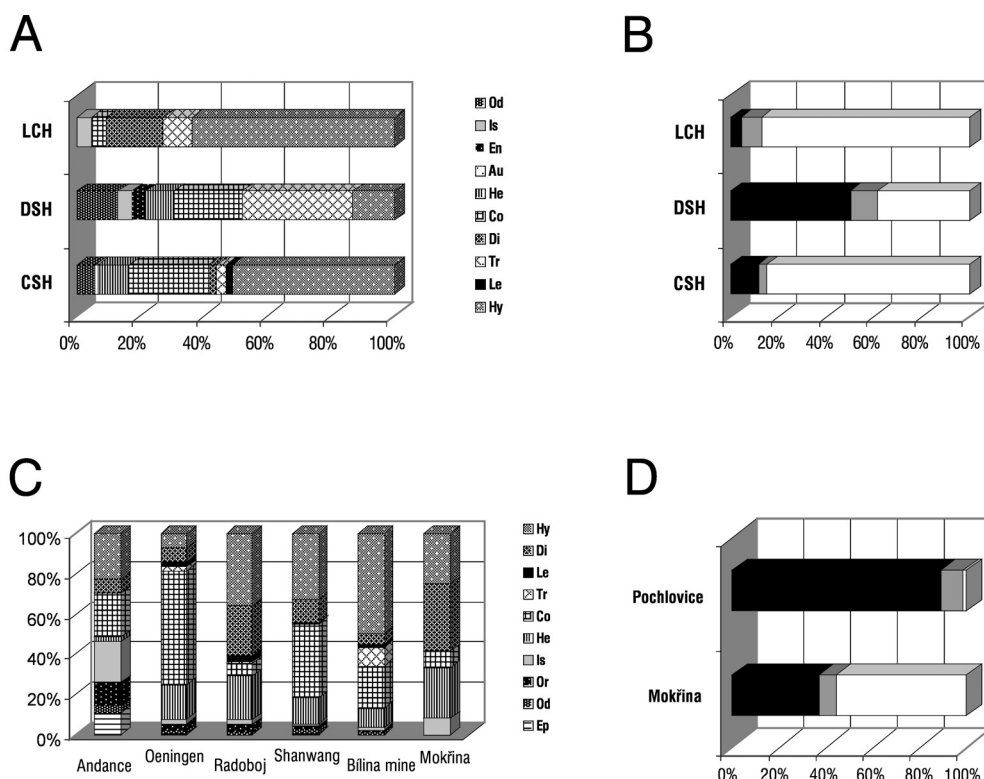 A
LCH
DSH
CSH
0% 20% 40% 60% 80% 100%
Od
Is
En
Au
He
Co
Di
Tr
Le
Hy
B
LCH
DSH
CSH
0% 20% 40% 60% 80% 100%
C
100%
80%
60%
40%
20%
0%
Andance Oeningen Radoboj Shanwang Bílina mine Mokřina
Hy
Di
Le
Tr
Co
He
Is
Or
Od
Ep
D
Pochlovice
Mokřina
0% 20% 40% 60% 80% 100%